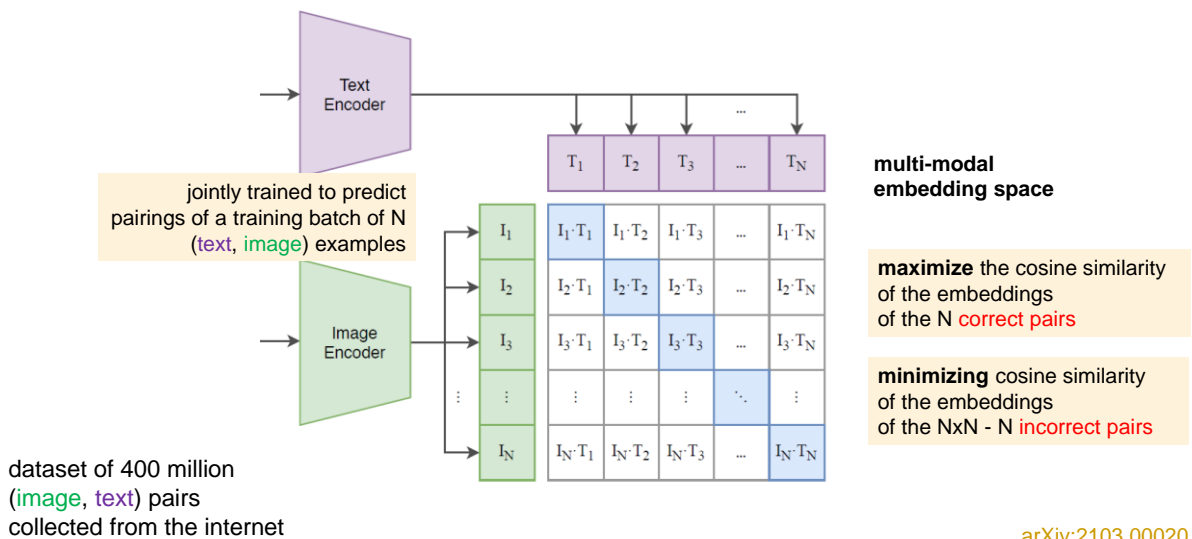 Text
Encoder
...
T1 T2 T3 ... TN
multi-modal
embedding space
jointly trained to predict
pairings of a training batch of N
(text, image) examples
I1 I1·T1 I1·T2 I1·T3 ... I1·TN
I2 I2·T1 I2·T2 I2·T3 ... I2·TN
Image
Encoder
I3 I3·T1 I3·T2 I3·T3 ... I3·TN
⋮ ⋮ ⋮ ⋮ ⋮ ⋱ ⋮
IN IN·T1 IN·T2 IN·T3 ... IN·TN
maximize the cosine similarity
of the embeddings
of the N correct pairs
minimizing cosine similarity
of the embeddings
of the NxN - N incorrect pairs
dataset of 400 million
(image, text) pairs
collected from the internet
arXiv:2103.00020